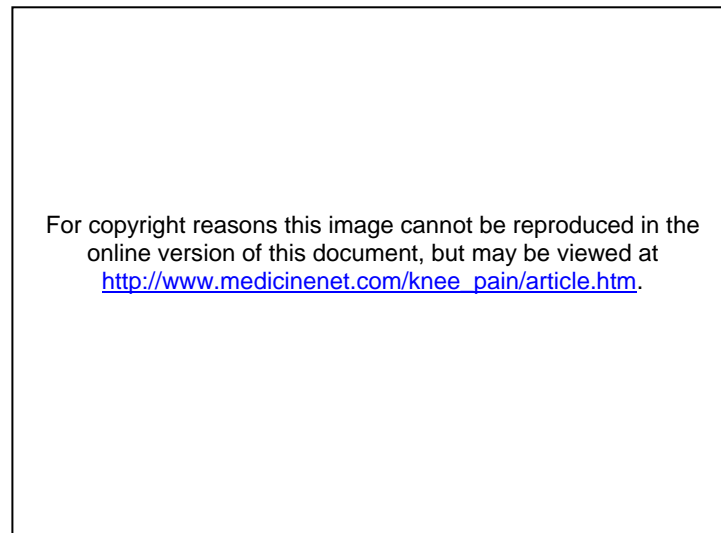 For copyright reasons this image cannot be reproduced in the
online version of this document, but may be viewed at
http://www.medicinenet.com/knee_pain/article.htm.